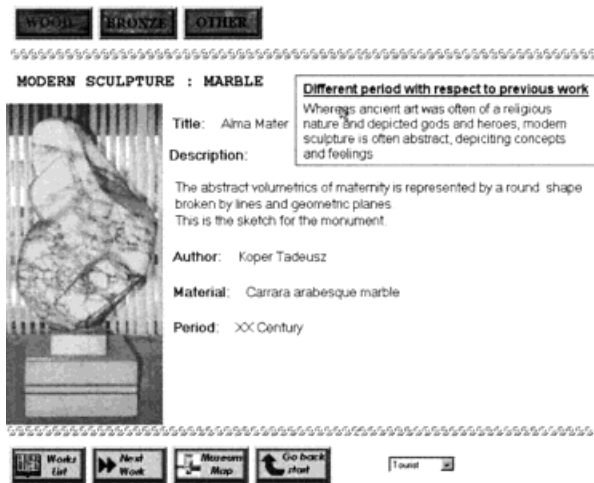 WOOD BRONZE OTHER
MODERN SCULPTURE : MARBLE
Different period with respect to previous work
Whereas ancient art was often of a religious
nature and depicted gods and heroes, modern
sculpture is often abstract, depiciting concepts
and feelings
Title: Alma Mater
Description:
The abstract volumetrics of maternity is represented by a round shape
broken by lines and geometric planes
This is the sketch for the monument.
Author: Koper Tadeusz
Material: Carrara arabesque marble
Period: XX Century
Works List
Next Work
Museum Map
Go back start
Tourist